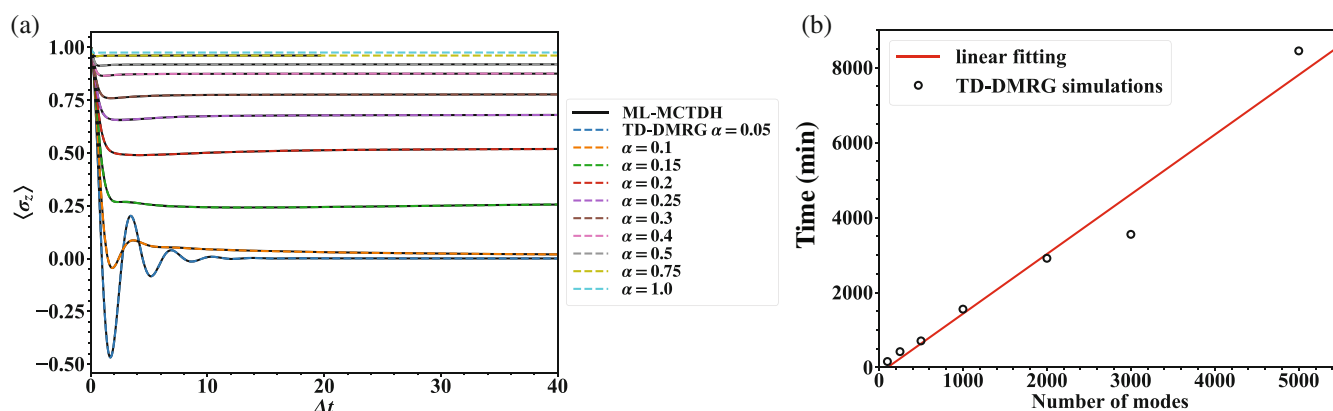 (a)
1.00
0.75
0.50
0.25
0.00
−0.25
−0.50
⟨σz⟩
0
10
20
30
40
Δt
ML-MCTDH
TD-DMRG α = 0.05
α = 0.1
α = 0.15
α = 0.2
α = 0.25
α = 0.3
α = 0.4
α = 0.5
α = 0.75
α = 1.0
(b)
8000
6000
4000
2000
0
Time (min)
linear fitting
TD-DMRG simulations
0
1000
2000
3000
4000
5000
Number of modes